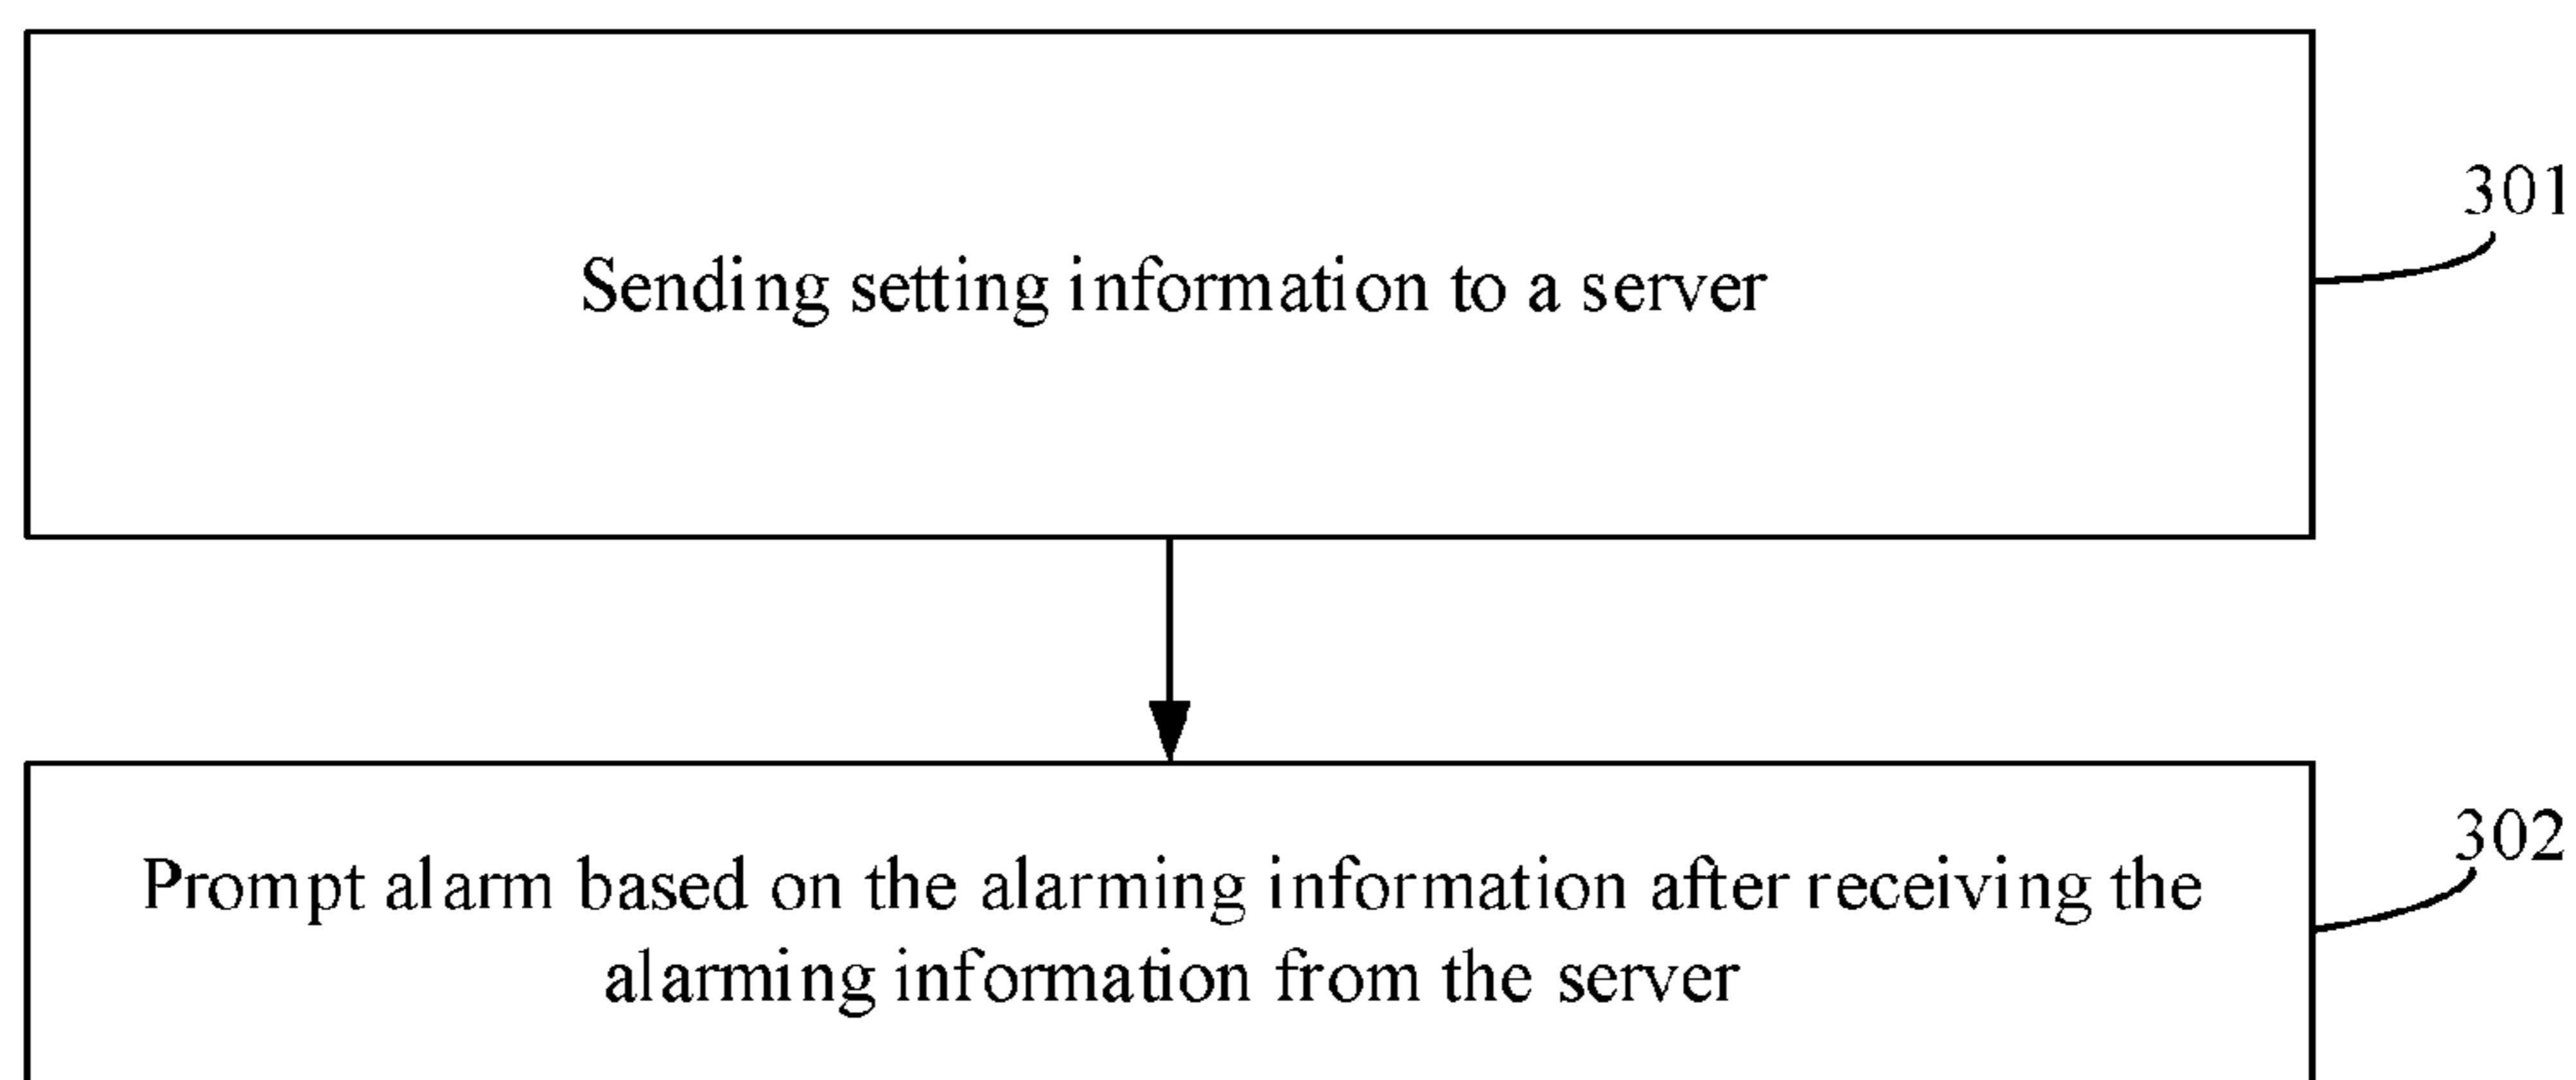 301
Sending setting information to a server
302
Prompt alarm based on the alarming information after receiving the
alarming information from the server